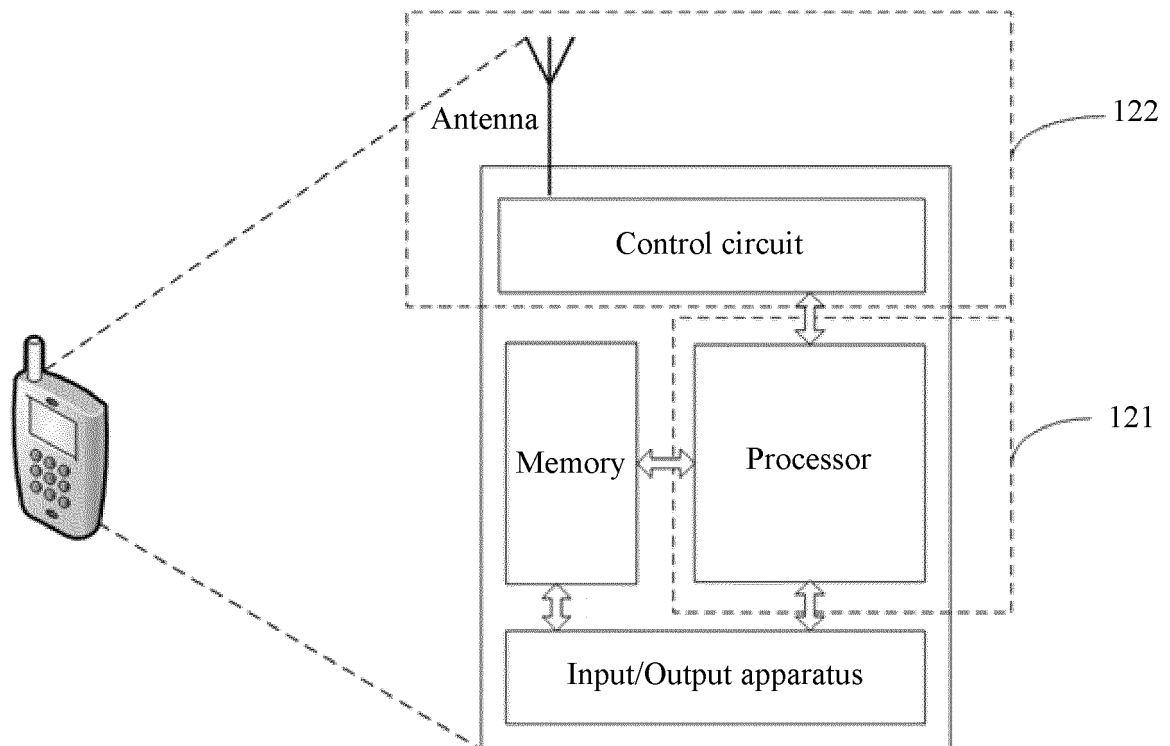 122
Antenna
Control circuit
121
Memory
Processor
Input/Output apparatus